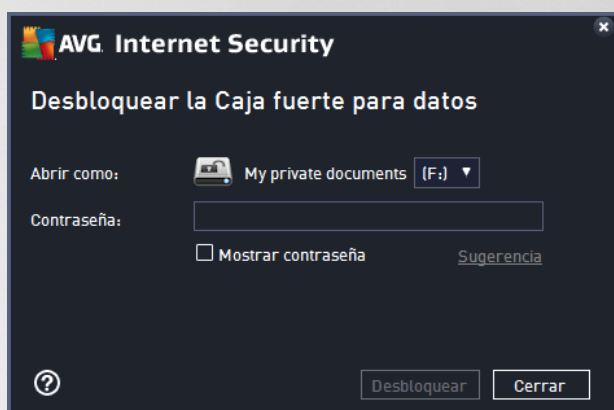 AVG. Internet Security
Desbloquear la Caja fuerte para datos
Abrir como: My private documents (F:)
Contraseña:
Mostrar contraseña Sugerencia
Desbloquear Cerrar